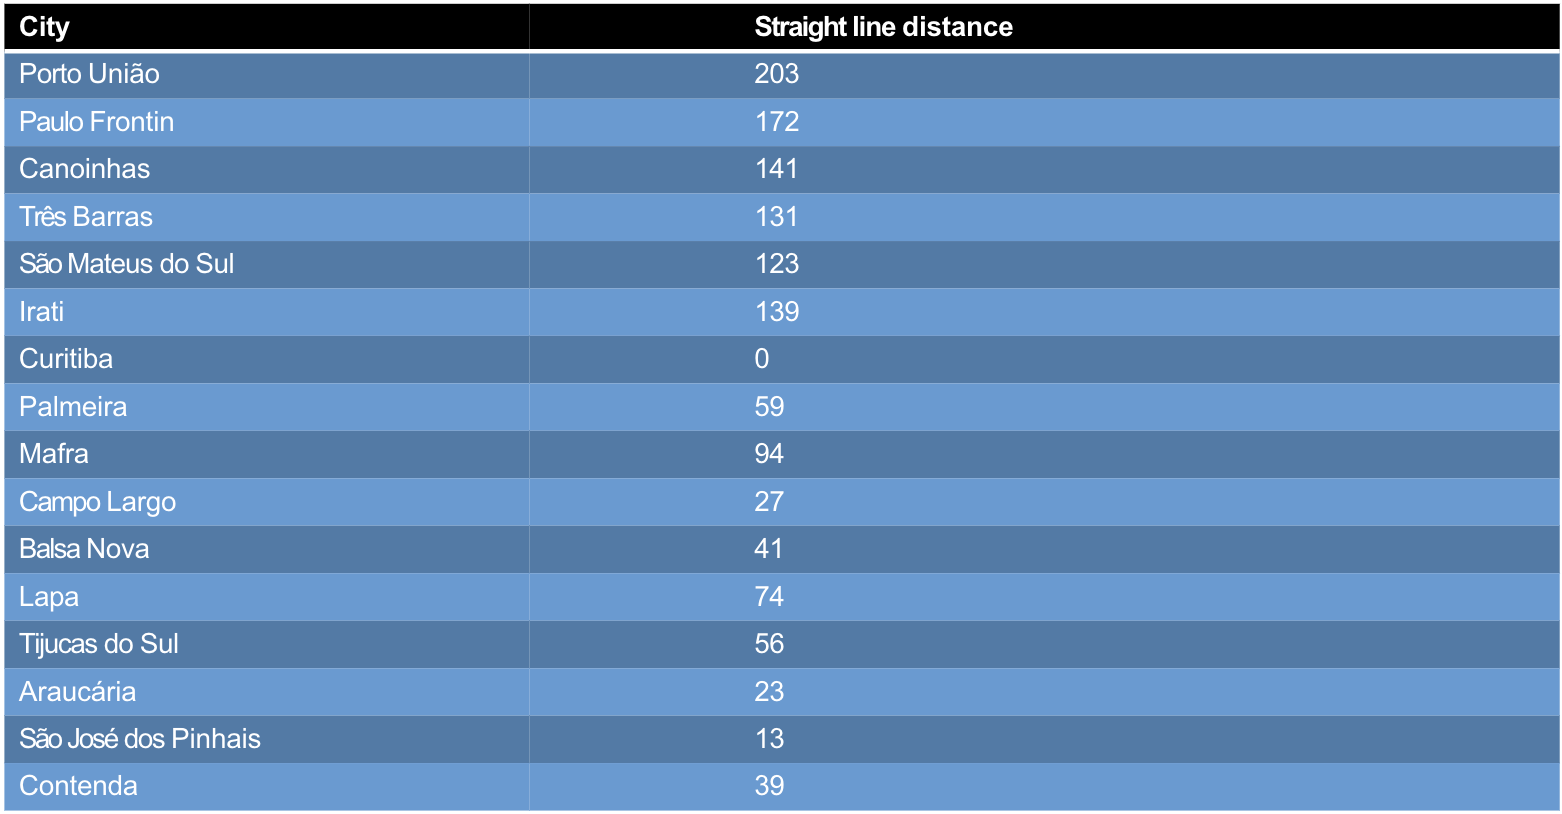 City Straight line distance
Porto União 203
Paulo Frontin 172
Canoinhas 141
Três Barras 131
São Mateus do Sul 123
Irati 139
Curitiba 0
Palmeira 59
Mafra 94
Campo Largo 27
Balsa Nova 41
Lapa 74
Tijucas do Sul 56
Araucária 23
São José dos Pinhais 13
Contenda 39